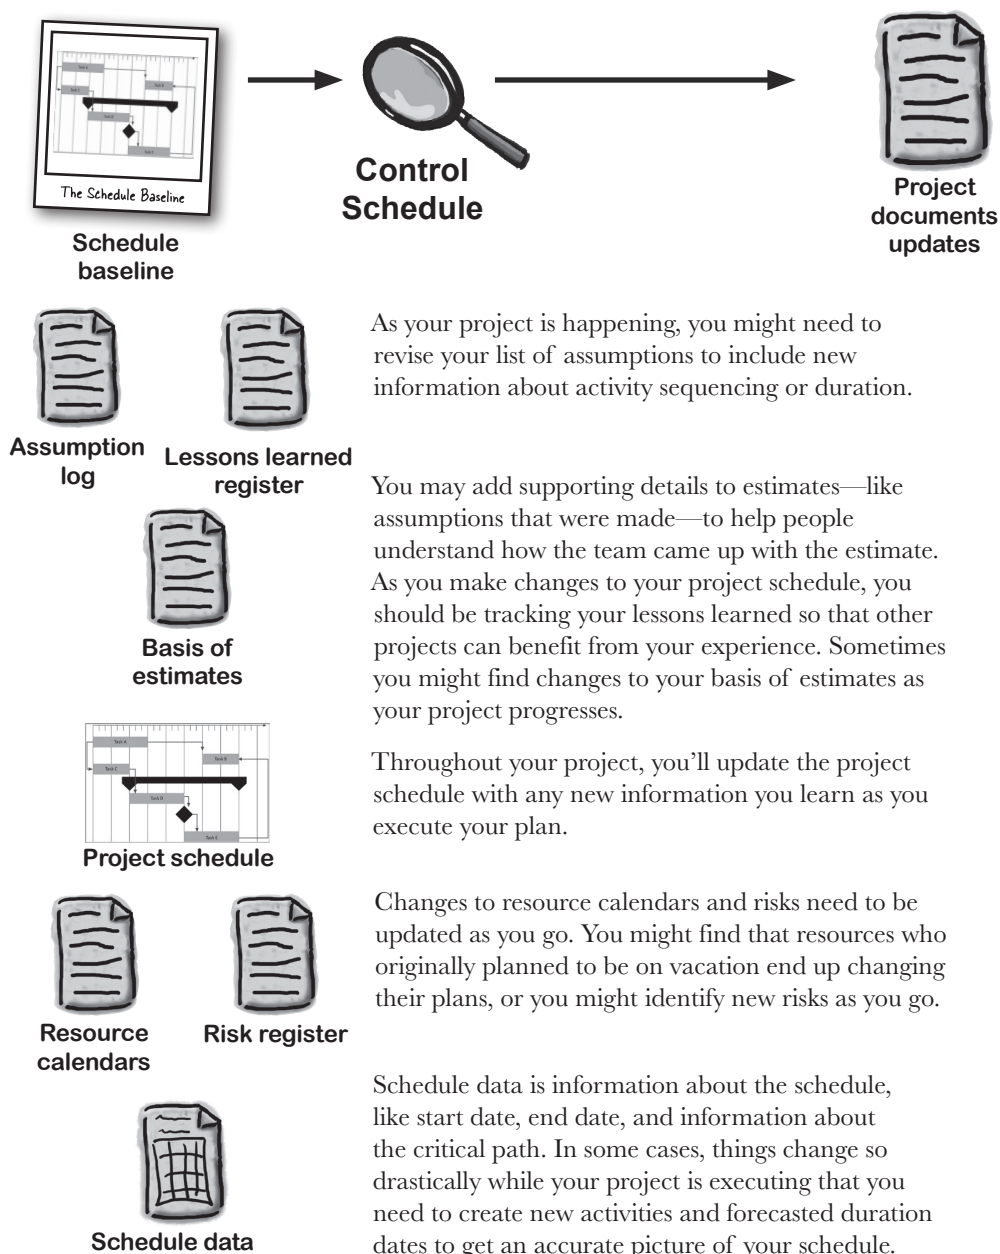 The Schedule Baseline
Schedule
baseline
Control
Schedule
Project
documents
updates
Assumption
log
Lessons learned
register
As your project is happening, you might need to
revise your list of assumptions to include new
information about activity sequencing or duration.
Basis of
estimates
You may add supporting details to estimates—like
assumptions that were made—to help people
understand how the team came up with the estimate.
As you make changes to your project schedule, you
should be tracking your lessons learned so that other
projects can benefit from your experience. Sometimes
you might find changes to your basis of estimates as
your project progresses.
Task A
Task B
Task C
Task D
Task E
Project schedule
Throughout your project, you’ll update the project
schedule with any new information you learn as you
execute your plan.
Resource
calendars
Risk register
Changes to resource calendars and risks need to be
updated as you go. You might find that resources who
originally planned to be on vacation end up changing
their plans, or you might identify new risks as you go.
Schedule data
Schedule data is information about the schedule,
like start date, end date, and information about
the critical path. In some cases, things change so
drastically while your project is executing that you
need to create new activities and forecasted duration
dates to get an accurate picture of your schedule.